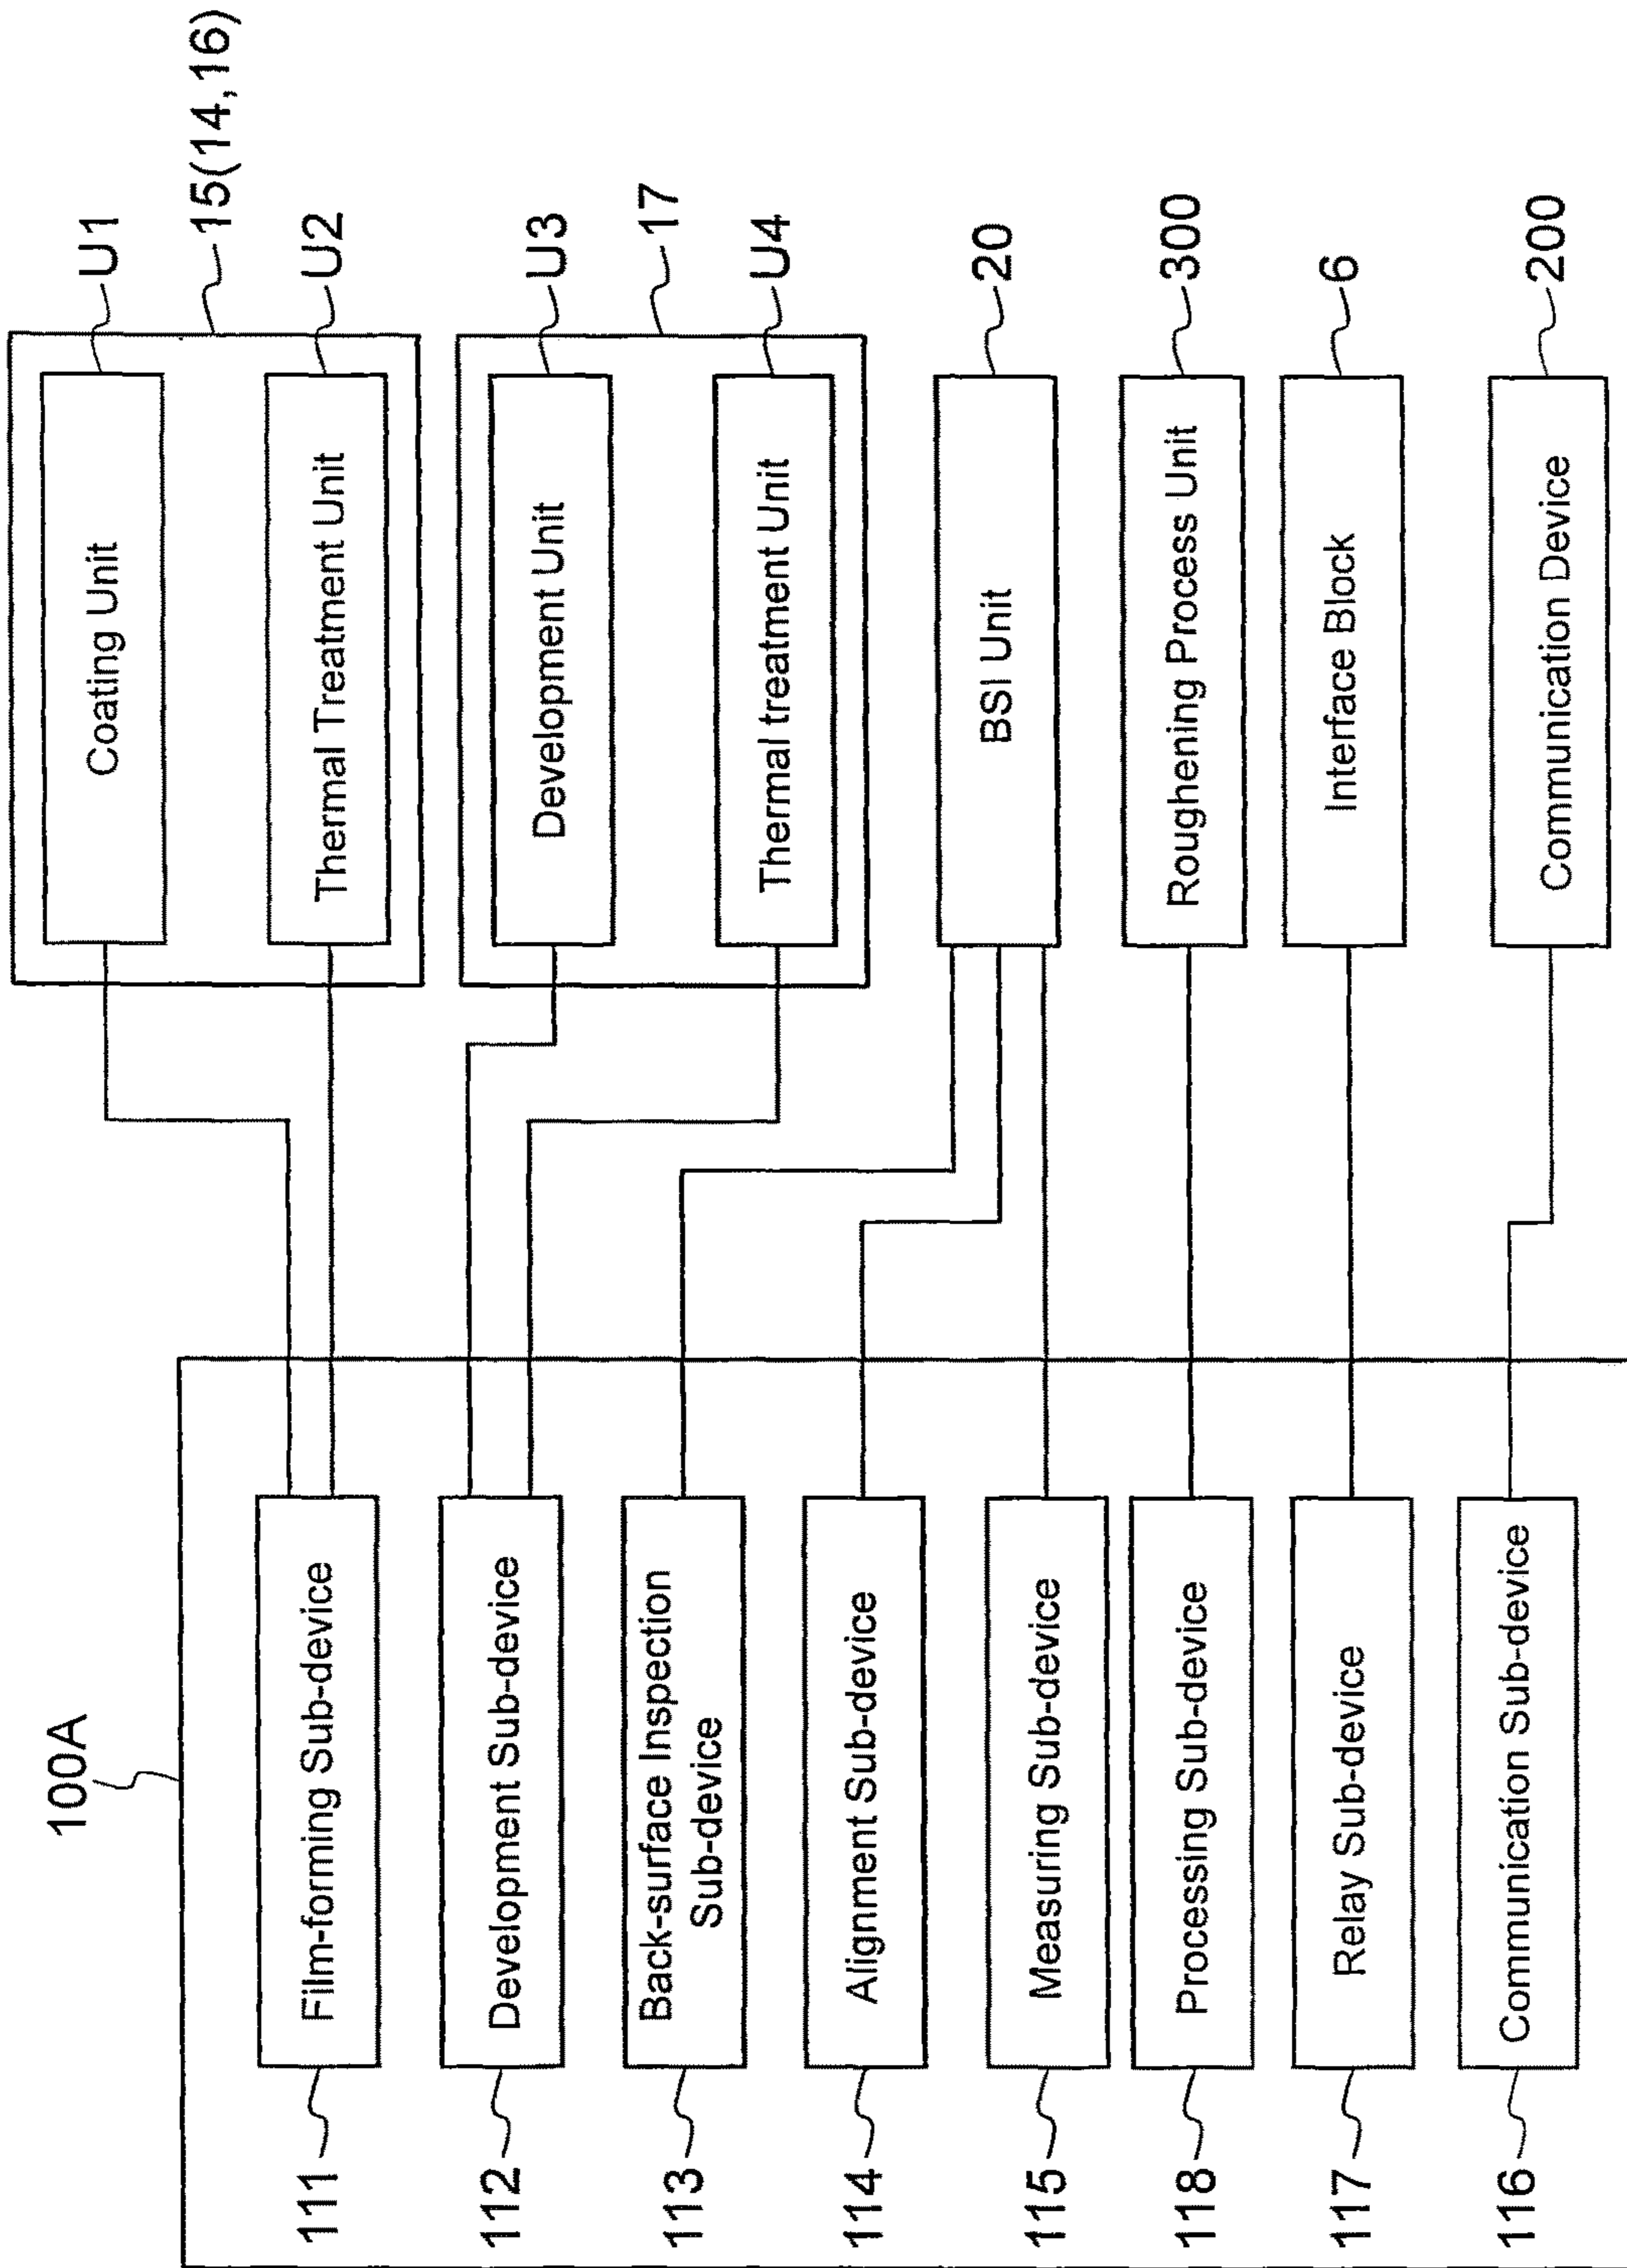 100A
111
Film-forming Sub-device
112
Development Sub-device
113
Back-surface Inspection
Sub-device
114
Alignment Sub-device
115
Measuring Sub-device
118
Processing Sub-device
117
Relay Sub-device
116
Communication Sub-device
Coating Unit
U1
15(14,16)
Thermal Treatment Unit
U2
Development Unit
U3
17
Thermal treatment Unit
U4
BSI Unit
20
Roughening Process Unit
300
Interface Block
6
Communication Device
200